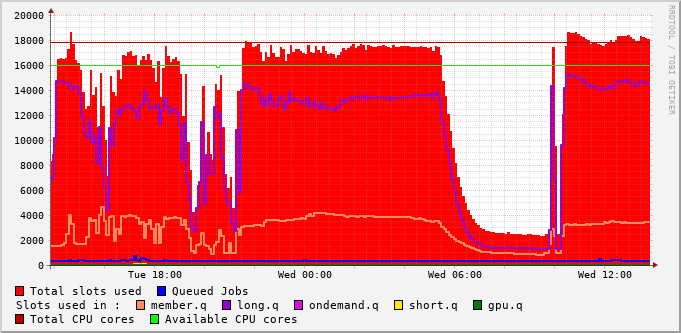 20000
18000
16000
14000
12000
10000
8000
6000
4000
2000
0
Tue 18:00 Wed 00:00 Wed 06:00 Wed 12:00
RRDTOOL / TOBI OETIKER
Total slots used Queued Jobs
Slots used in : member.q long.q ondemand.q short.q gpu.q
Total CPU cores Available CPU cores